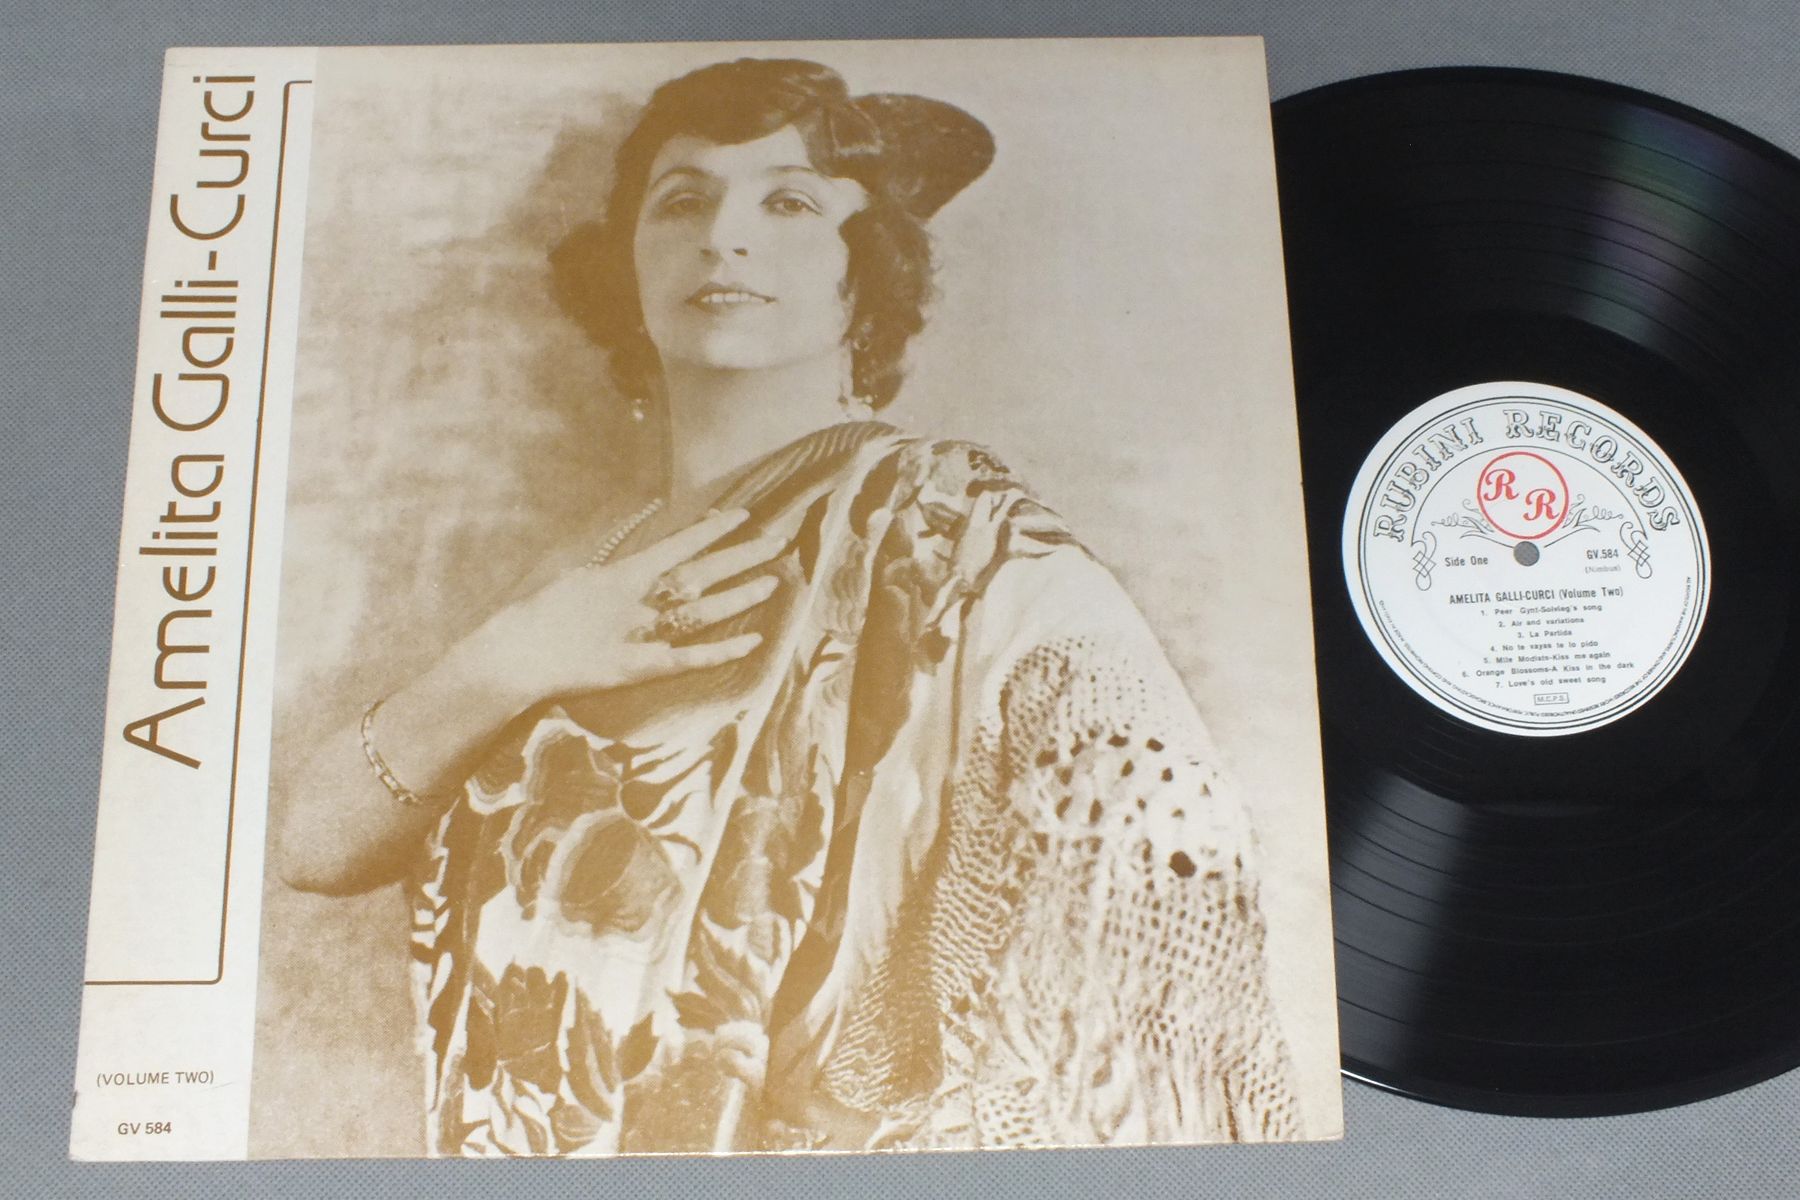 Amelita Galli-Curci
(VOLUME TWO)
GV 584
RUBINI RECORDS
R R
Side One
GV.584
(Nimbus)
AMELITA GALLI-CURCI (Volume Two)
1. Peer Gynt-Solvieg's song
2. Air and variations
3. La Partida
4. No te vayas te lo pido
5. Mlle Modiste-Kiss me again
6. Orange Blossoms-A Kiss in the dark
7. Love's old sweet song
M.C.P.S.